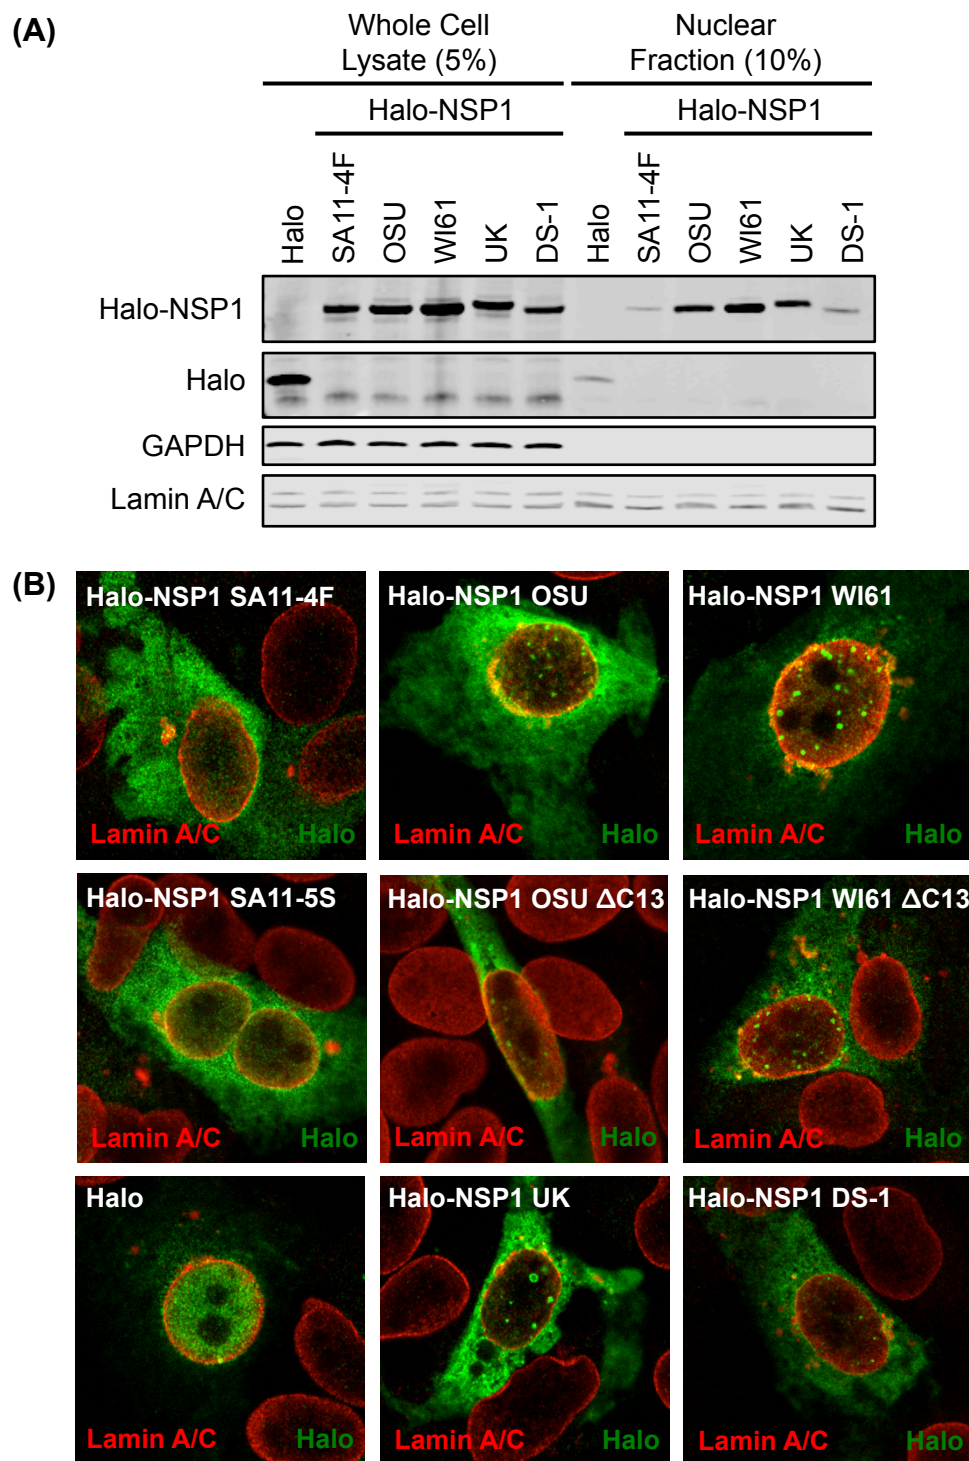 (A)
Whole Cell
Lysate (5%)
Nuclear
Fraction (10%)
Halo-NSP1
Halo-NSP1
Halo
SA11-4F
OSU
WI61
UK
DS-1
Halo
SA11-4F
OSU
WI61
UK
DS-1
Halo-NSP1
Halo
GAPDH
Lamin A/C
(B)
Halo-NSP1 SA11-4F
Lamin A/C Halo
Halo-NSP1 OSU
Lamin A/C Halo
Halo-NSP1 WI61
Lamin A/C Halo
Halo-NSP1 SA11-5S
Lamin A/C Halo
Halo-NSP1 OSU ΔC13
Lamin A/C Halo
Halo-NSP1 WI61 ΔC13
Lamin A/C Halo
Halo
Lamin A/C Halo
Halo-NSP1 UK
Lamin A/C Halo
Halo-NSP1 DS-1
Lamin A/C Halo